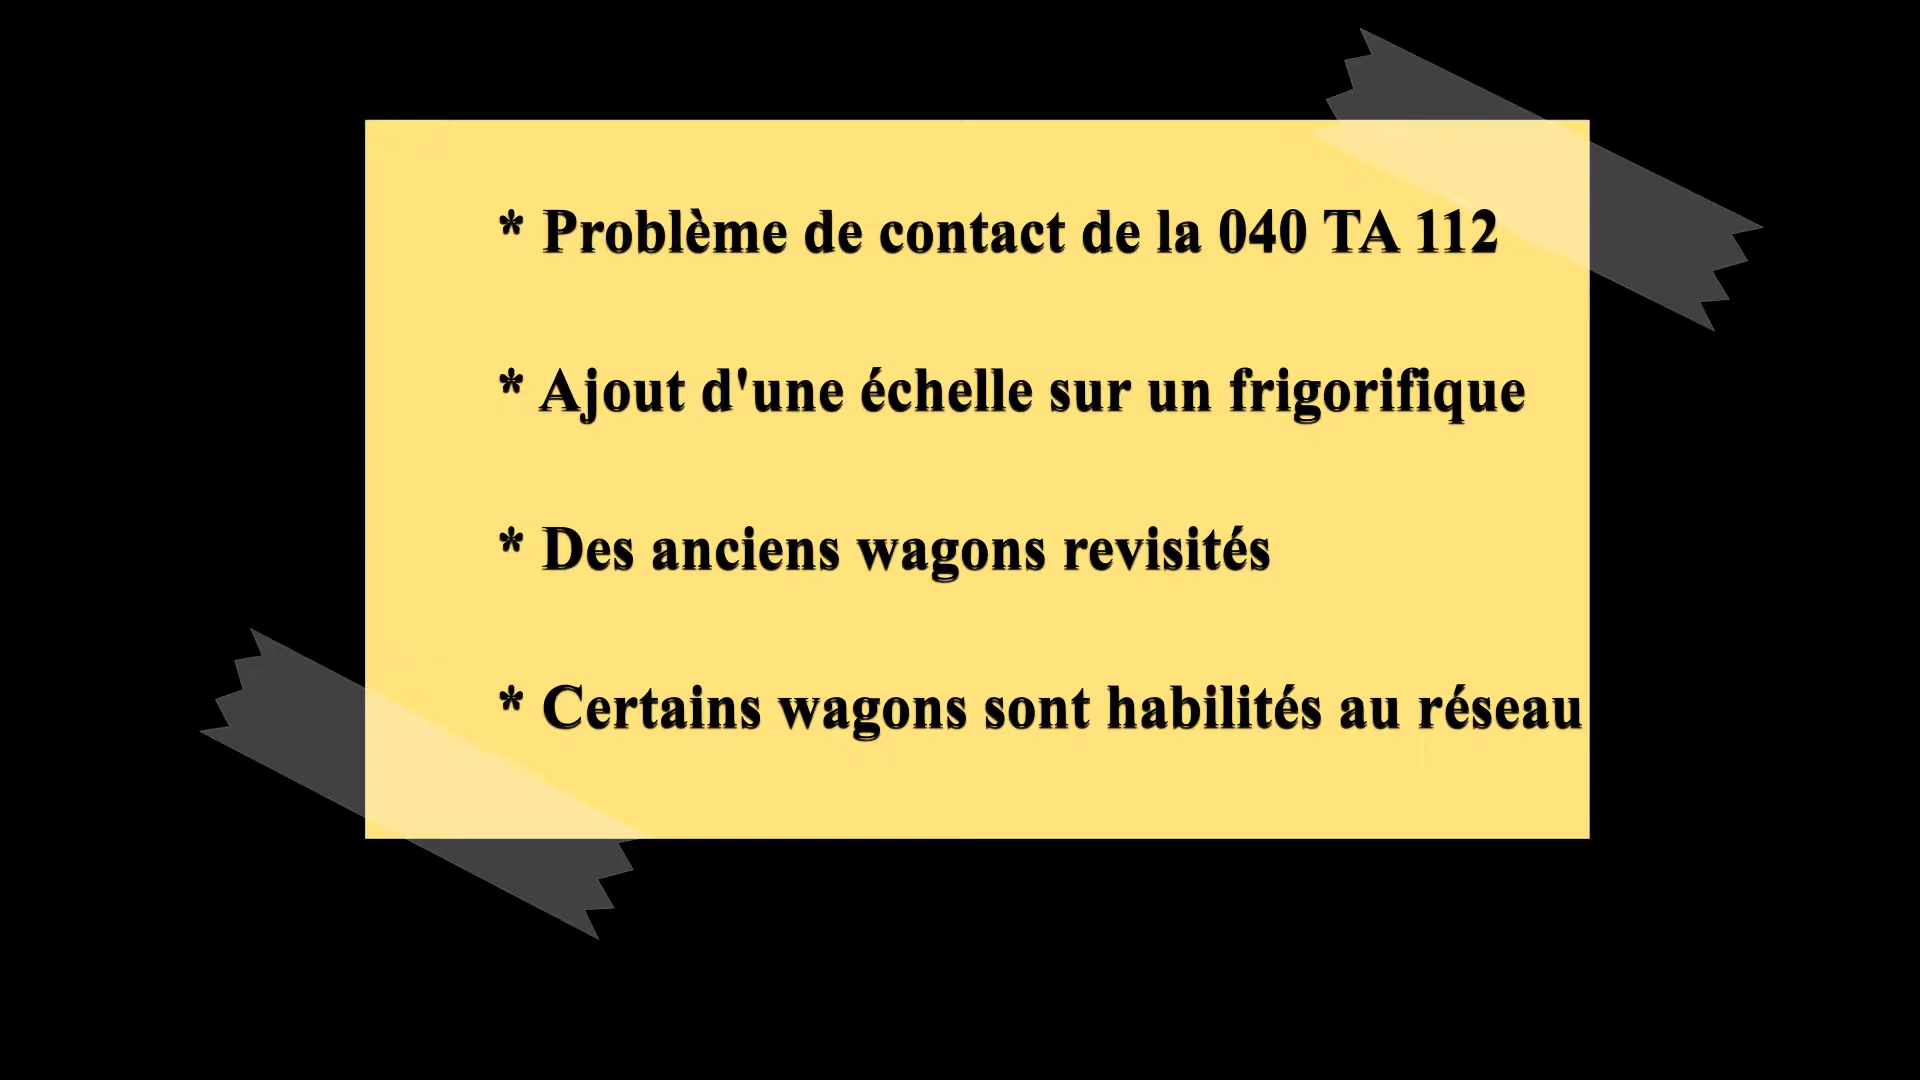 * Problème de contact de la 040 TA 112
* Ajout d'une échelle sur un frigorifique
* Des anciens wagons revisités
* Certains wagons sont habilités au réseau